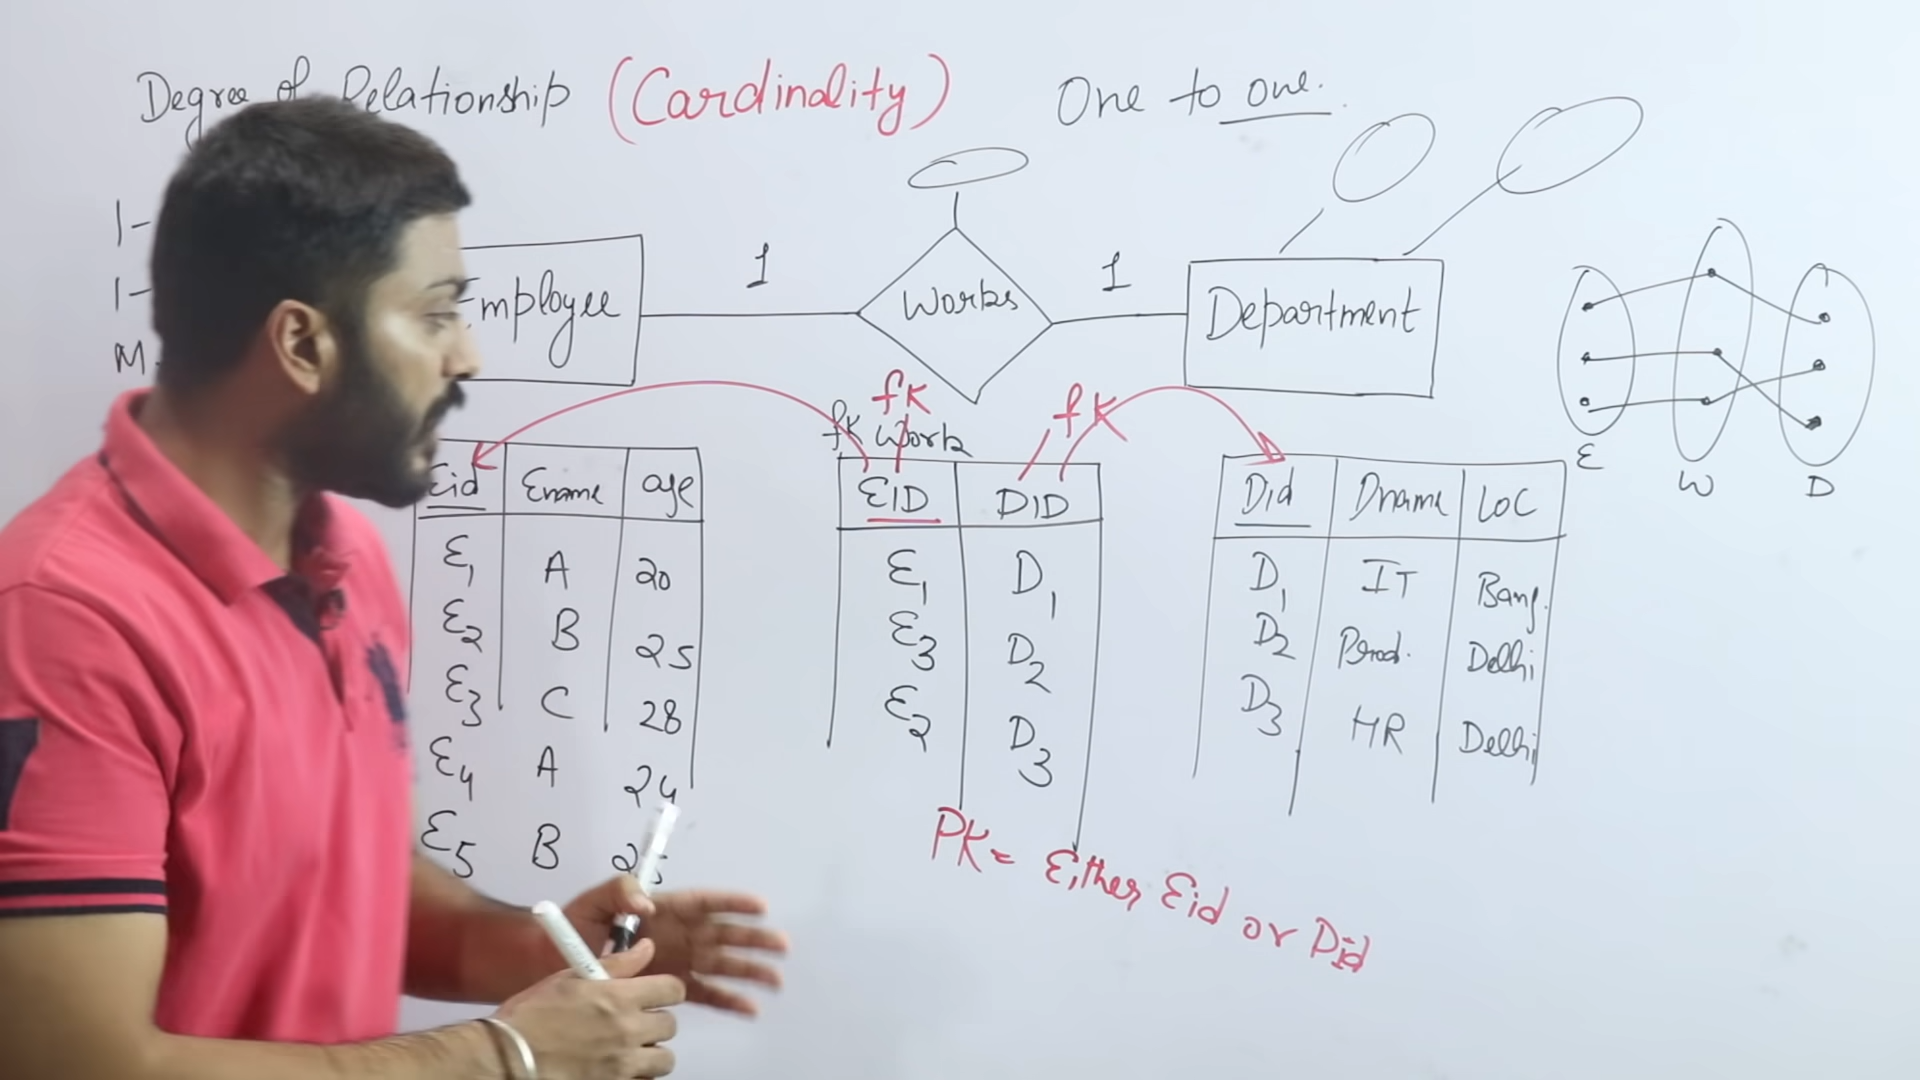 Degree of Relationship (Cardinality) One to one.
1-
1-
M-
Employee 1 Works 1 Department
fK fK
fK Work
E W D
Eid Ename age
E1 A 20
E2 B 25
E3 C 28
E4 A 24
E5 B 25
EID DID
E1 D1
E3 D2
E2 D3
Did Dname LOC
D1 IT Bang.
D2 Prod. Delhi
D3 HR Delhi
PK = Either Eid or Did